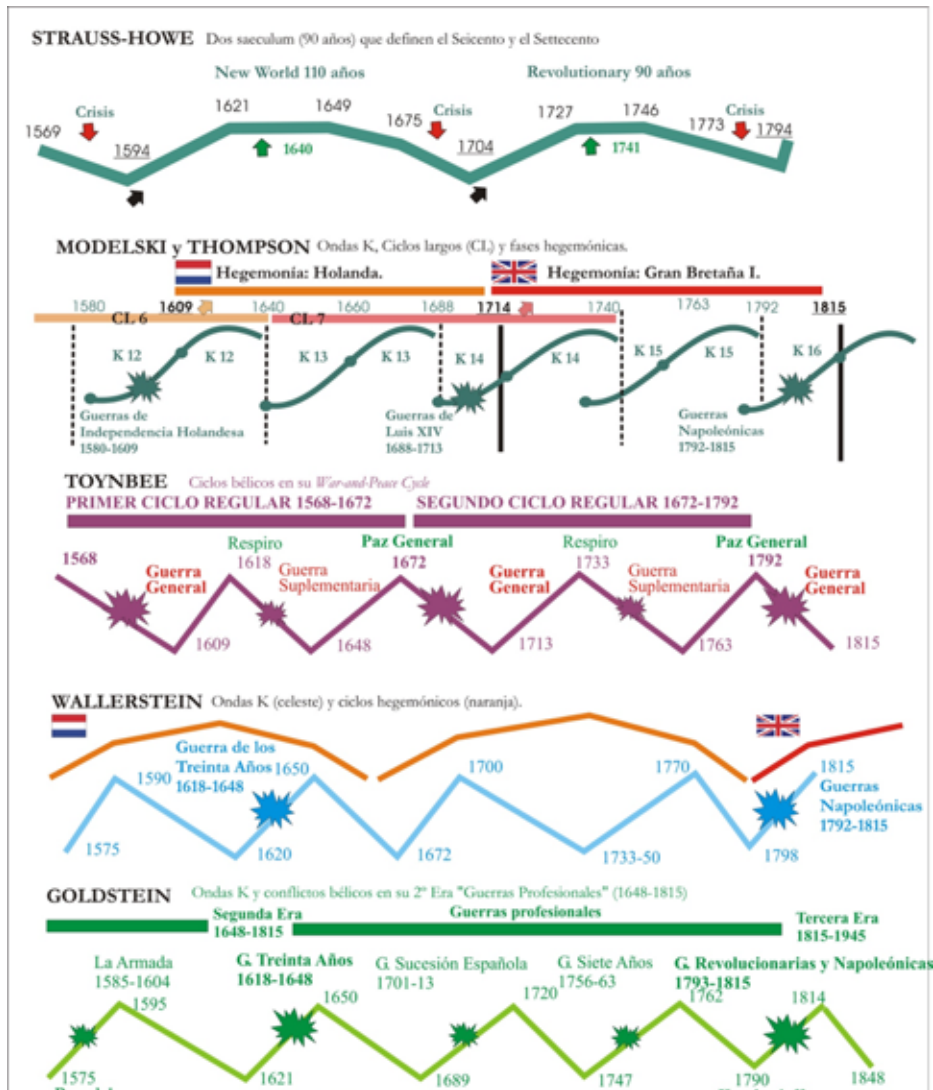 STRAUSS-HOWE Dos saeculum (90 años) que definen el Seicento y el Settecento
New World 110 años
Revolutionary 90 años
1569
Crisis
1594
1621
1649
1640
1675
Crisis
1704
1727
1746
1741
1773
Crisis
1794
MODELSKI y THOMPSON Ondas K, Ciclos largos (CL) y fases hegemónicas.
Hegemonía: Holanda.
Hegemonía: Gran Bretaña I.
1580
1609
1640
1660
1688
1714
1740
1763
1792
1815
CL 6
CL 7
K 12
K 12
K 13
K 13
K 14
K 14
K 15
K 15
K 16
Guerras de
Independencia Holandesa
1580-1609
Guerras de
Luis XIV
1688-1713
Guerras
Napoleónicas
1792-1815
TOYNBEE Ciclos bélicos en su War-and-Peace Cycle
PRIMER CICLO REGULAR 1568-1672
SEGUNDO CICLO REGULAR 1672-1792
1568
Guerra
General
1609
Respiro
1618
Guerra
Suplementaria
1648
Paz General
1672
Guerra
General
1713
Respiro
1733
Guerra
Suplementaria
1763
Paz General
1792
Guerra
General
1815
WALLERSTEIN Ondas K (celeste) y ciclos hegemónicos (naranja).
1575
1590
Guerra de los
Treinta Años
1618-1648
1620
1650
1672
1700
1733-50
1770
1798
1815
Guerras
Napoleónicas
1792-1815
GOLDSTEIN Ondas K y conflictos bélicos en su 2ª Era "Guerras Profesionales" (1648-1815)
Segunda Era
1648-1815
Guerras profesionales
Tercera Era
1815-1945
La Armada
1585-1604
1595
1575
G. Treinta Años
1618-1648
1650
1621
G. Sucesión Española
1701-13
1720
1689
G. Siete Años
1756-63
1762
1747
G. Revolucionarias y Napoleónicas
1793-1815
1814
1790
1848